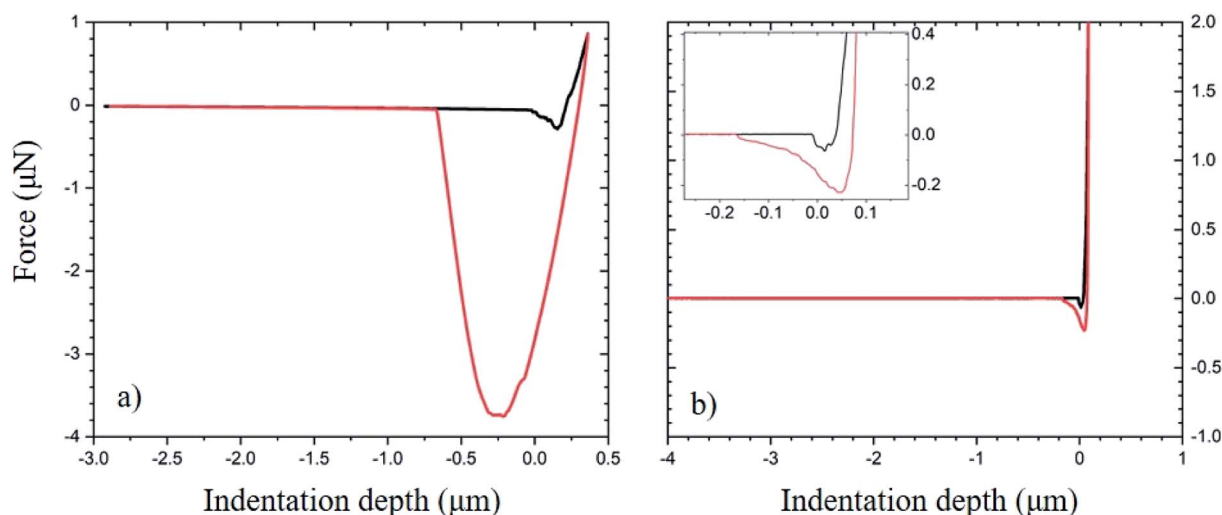 Force (μN)
1
0
-1
-2
-3
-4
a)
-3.0 -2.5 -2.0 -1.5 -1.0 -0.5 0.0 0.5
Indentation depth (μm)
0.4
0.2
0.0
-0.2
-0.2 -0.1 0.0 0.1
2.0
1.5
1.0
0.5
0.0
-0.5
-1.0
b)
-4 -3 -2 -1 0 1
Indentation depth (μm)